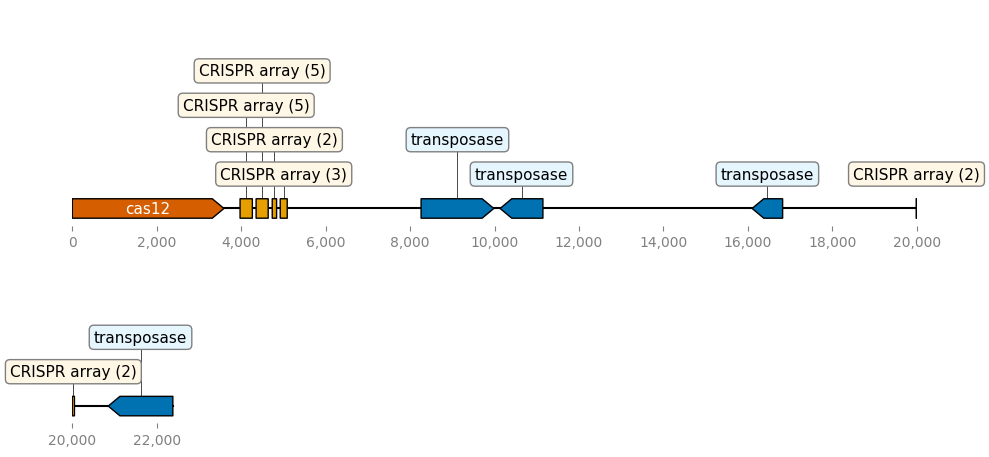 CRISPR array (5)
CRISPR array (5)
CRISPR array (2)
transposase
CRISPR array (3)
transposase
transposase
CRISPR array (2)
cas12
0 2,000 4,000 6,000 8,000 10,000 12,000 14,000 16,000 18,000 20,000
transposase
CRISPR array (2)
20,000 22,000